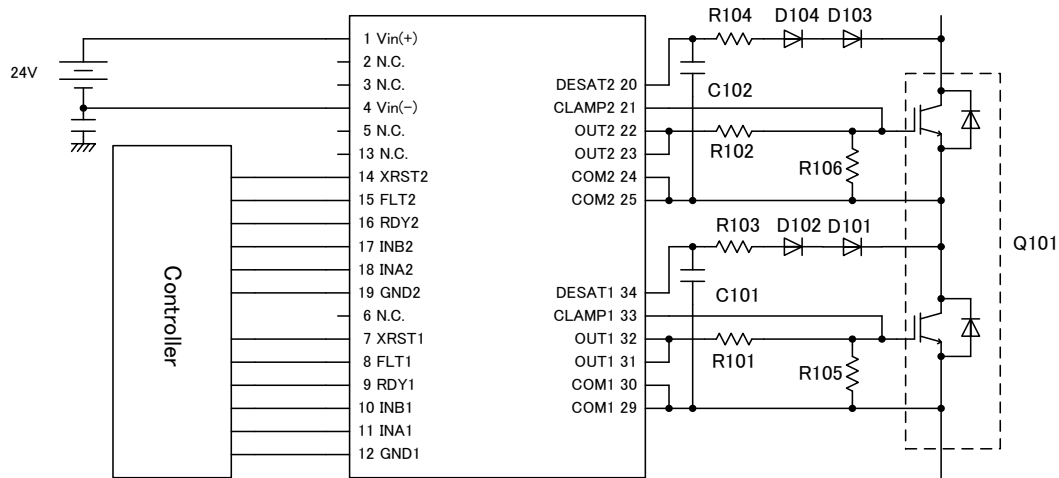 24V
1 Vin(+)
2 N.C.
3 N.C.
4 Vin(-)
5 N.C.
13 N.C.
14 XRST2
15 FLT2
16 RDY2
17 INB2
18 INA2
19 GND2
6 N.C.
7 XRST1
8 FLT1
9 RDY1
10 INB1
11 INA1
12 GND1
Controller
DESAT2 20
CLAMP2 21
OUT2 22
OUT2 23
COM2 24
COM2 25
DESAT1 34
CLAMP1 33
OUT1 32
OUT1 31
COM1 30
COM1 29
R104
D104
D103
C102
R102
R106
R103
D102
D101
C101
R101
R105
Q101